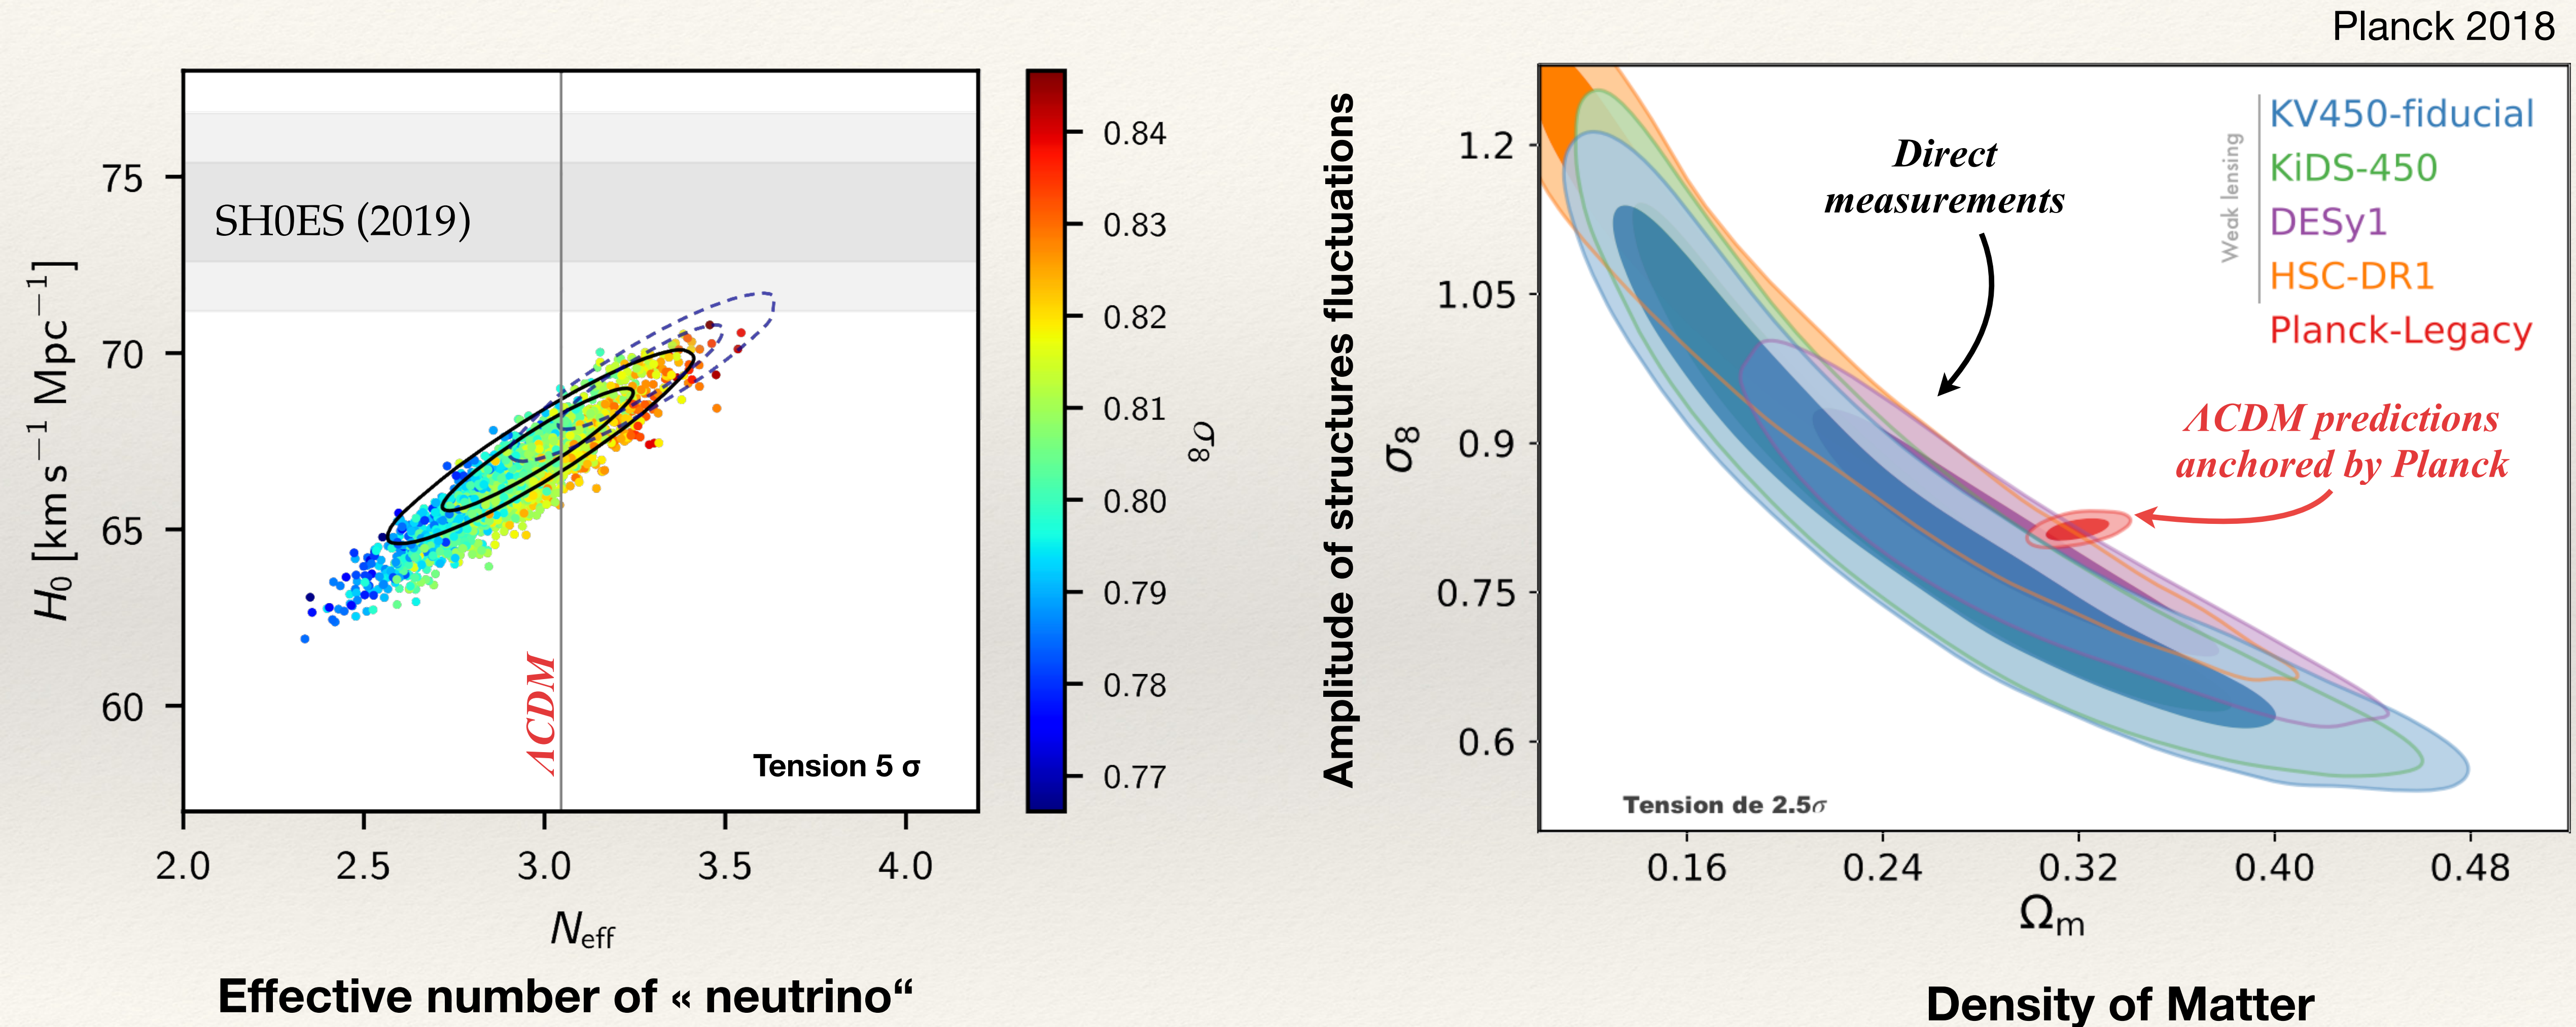 Planck 2018
75
70
65
60
H₀ [km s⁻¹ Mpc⁻¹]
SH0ES (2019)
ΛCDM
Tension 5 σ
2.0
2.5
3.0
3.5
4.0
N_eff
Effective number of « neutrino“
0.84
0.83
0.82
0.81
0.80
0.79
0.78
0.77
σ₈
Amplitude of structures fluctuations
σ₈
1.2
1.05
0.9
0.75
0.6
Direct
measurements
Weak lensing
KV450-fiducial
KiDS-450
DESy1
HSC-DR1
Planck-Legacy
ΛCDM predictions
anchored by Planck
Tension de 2.5σ
0.16
0.24
0.32
0.40
0.48
Ωₘ
Density of Matter